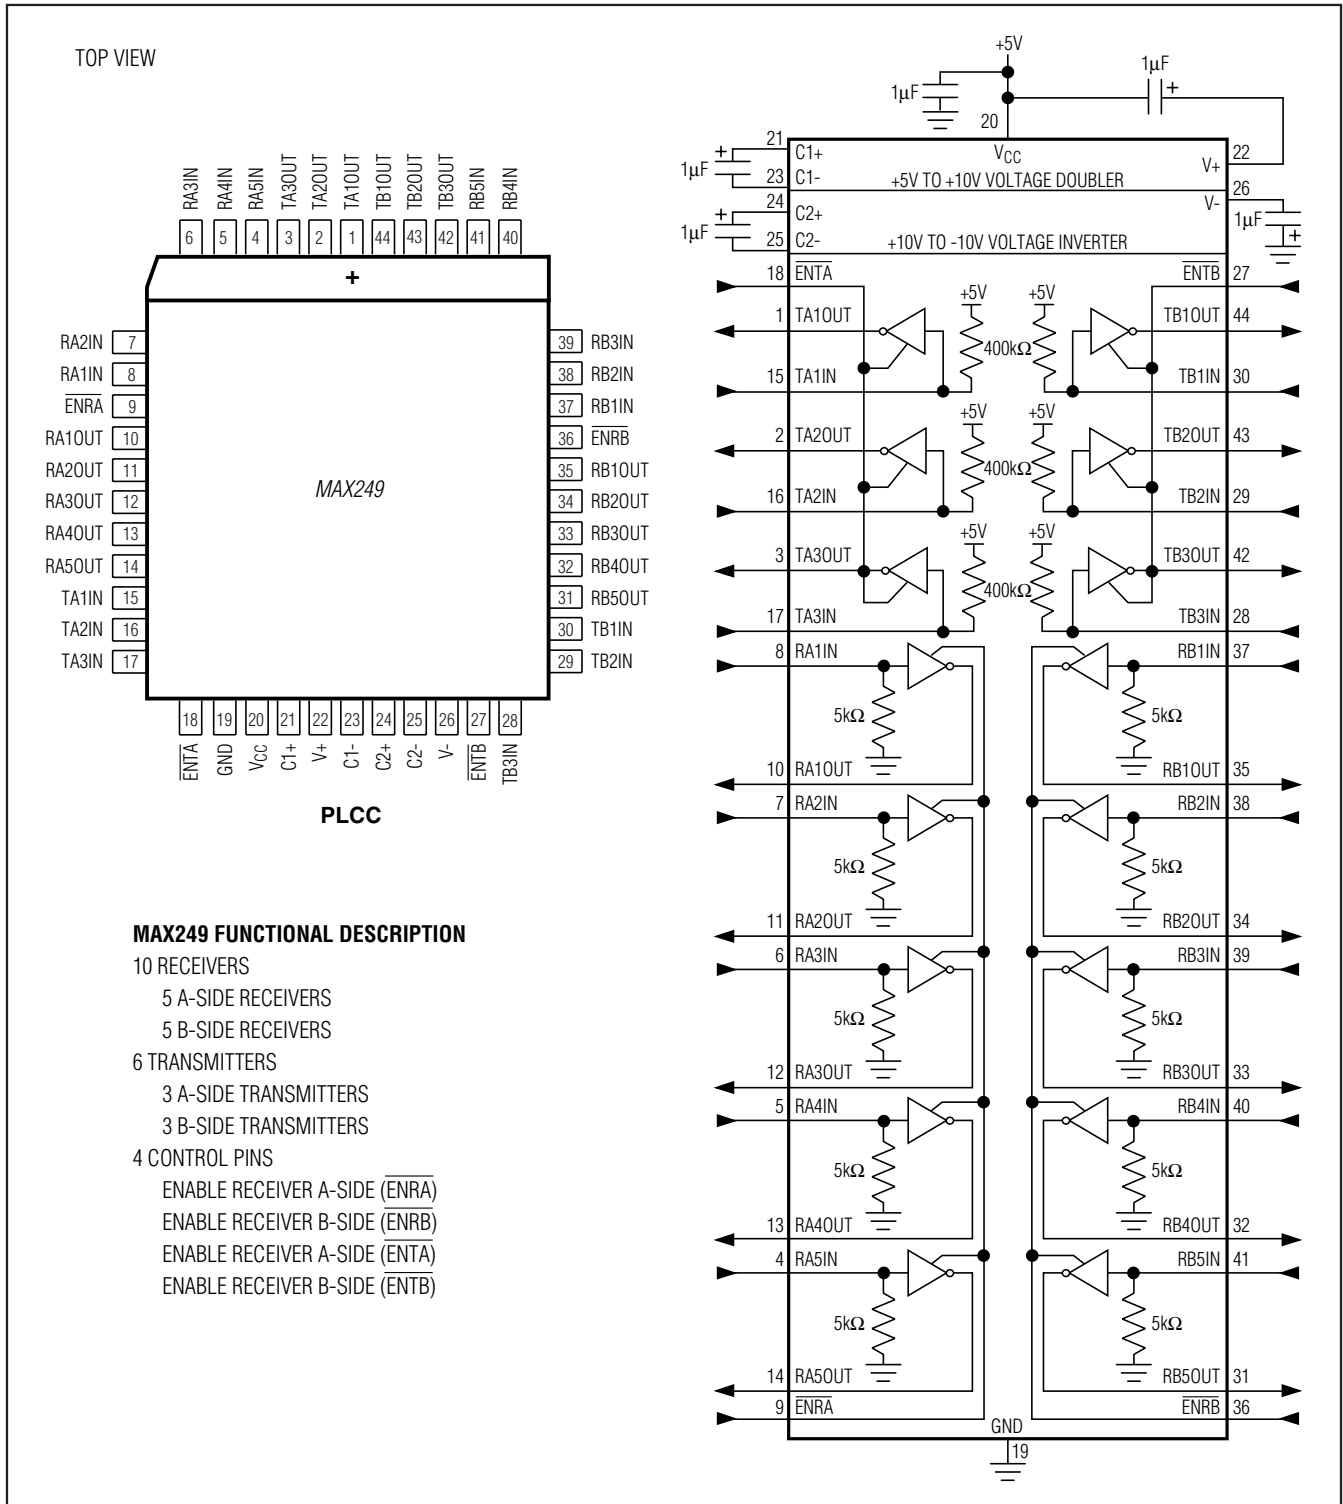 TOP VIEW
RA3IN
RA4IN
RA5IN
TA3OUT
TA2OUT
TA1OUT
TB1OUT
TB2OUT
TB3OUT
RB5IN
RB4IN
6 5 4 3 2 1 44 43 42 41 40
+
RA2IN 7
RA1IN 8
ENRA 9
RA1OUT 10
RA2OUT 11
RA3OUT 12
RA4OUT 13
RA5OUT 14
TA1IN 15
TA2IN 16
TA3IN 17
MAX249
39 RB3IN
38 RB2IN
37 RB1IN
36 ENRB
35 RB1OUT
34 RB2OUT
33 RB3OUT
32 RB4OUT
31 RB5OUT
30 TB1IN
29 TB2IN
18 19 20 21 22 23 24 25 26 27 28
ENTA
GND
VCC
C1+
V+
C1-
C2+
C2-
V-
ENTB
TB3IN
PLCC
MAX249 FUNCTIONAL DESCRIPTION
10 RECEIVERS
5 A-SIDE RECEIVERS
5 B-SIDE RECEIVERS
6 TRANSMITTERS
3 A-SIDE TRANSMITTERS
3 B-SIDE TRANSMITTERS
4 CONTROL PINS
ENABLE RECEIVER A-SIDE (ENRA)
ENABLE RECEIVER B-SIDE (ENRB)
ENABLE RECEIVER A-SIDE (ENTA)
ENABLE RECEIVER B-SIDE (ENTB)
+5V
1µF
1µF +
20
21 C1+ VCC V+ 22
+ 1µF
23 C1- +5V TO +10V VOLTAGE DOUBLER
V- 26
24 C2+
+ 1µF
1µF +
25 C2- +10V TO -10V VOLTAGE INVERTER
18 ENTA ENTB 27
+5V +5V
1 TA1OUT TB1OUT 44
400kΩ
15 TA1IN TB1IN 30
+5V +5V
2 TA2OUT TB2OUT 43
400kΩ
16 TA2IN TB2IN 29
+5V +5V
3 TA3OUT TB3OUT 42
400kΩ
17 TA3IN TB3IN 28
8 RA1IN RB1IN 37
5kΩ 5kΩ
10 RA1OUT RB1OUT 35
7 RA2IN RB2IN 38
5kΩ 5kΩ
11 RA2OUT RB2OUT 34
6 RA3IN RB3IN 39
5kΩ 5kΩ
12 RA3OUT RB3OUT 33
5 RA4IN RB4IN 40
5kΩ 5kΩ
13 RA4OUT RB4OUT 32
4 RA5IN RB5IN 41
5kΩ 5kΩ
14 RA5OUT RB5OUT 31
9 ENRA ENRB 36
GND
19